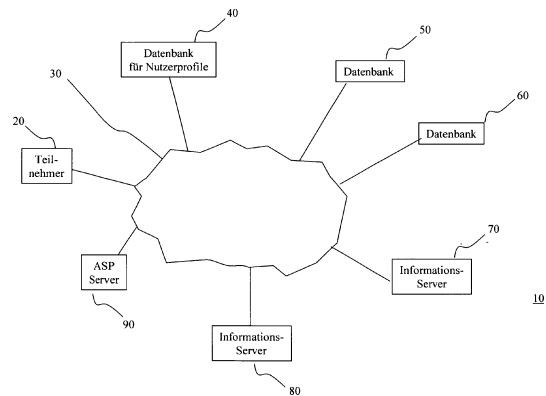 40
50
Datenbank
für Nutzerprofile
30
Datenbank
60
20
Datenbank
Teil-
nehmer
70
ASP
Server
Informations-
Server
10
90
Informations-
Server
80